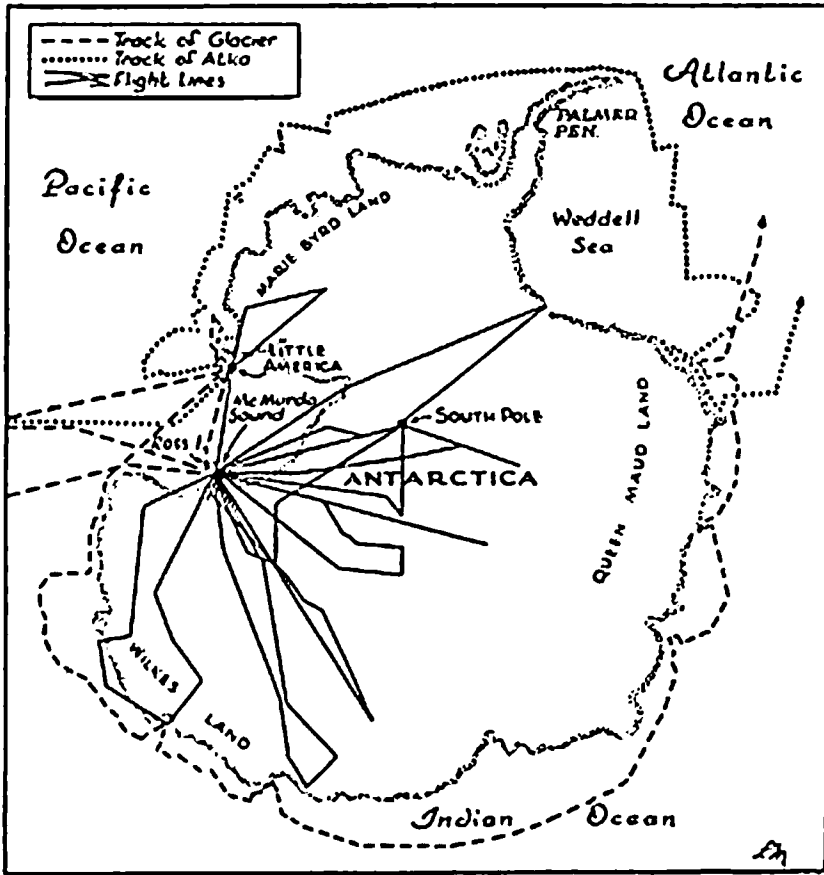 Track of Glacier
Track of Atka
Flight lines
Atlantic
Ocean
PALMER
PEN.
Pacific
Ocean
Weddell
Sea
MARIE BYRD LAND
LITTLE
AMERICA
McMurdo
Sound
SOUTH POLE
ANTARCTICA
QUEEN MAUD LAND
WILKES
LAND
Indian Ocean